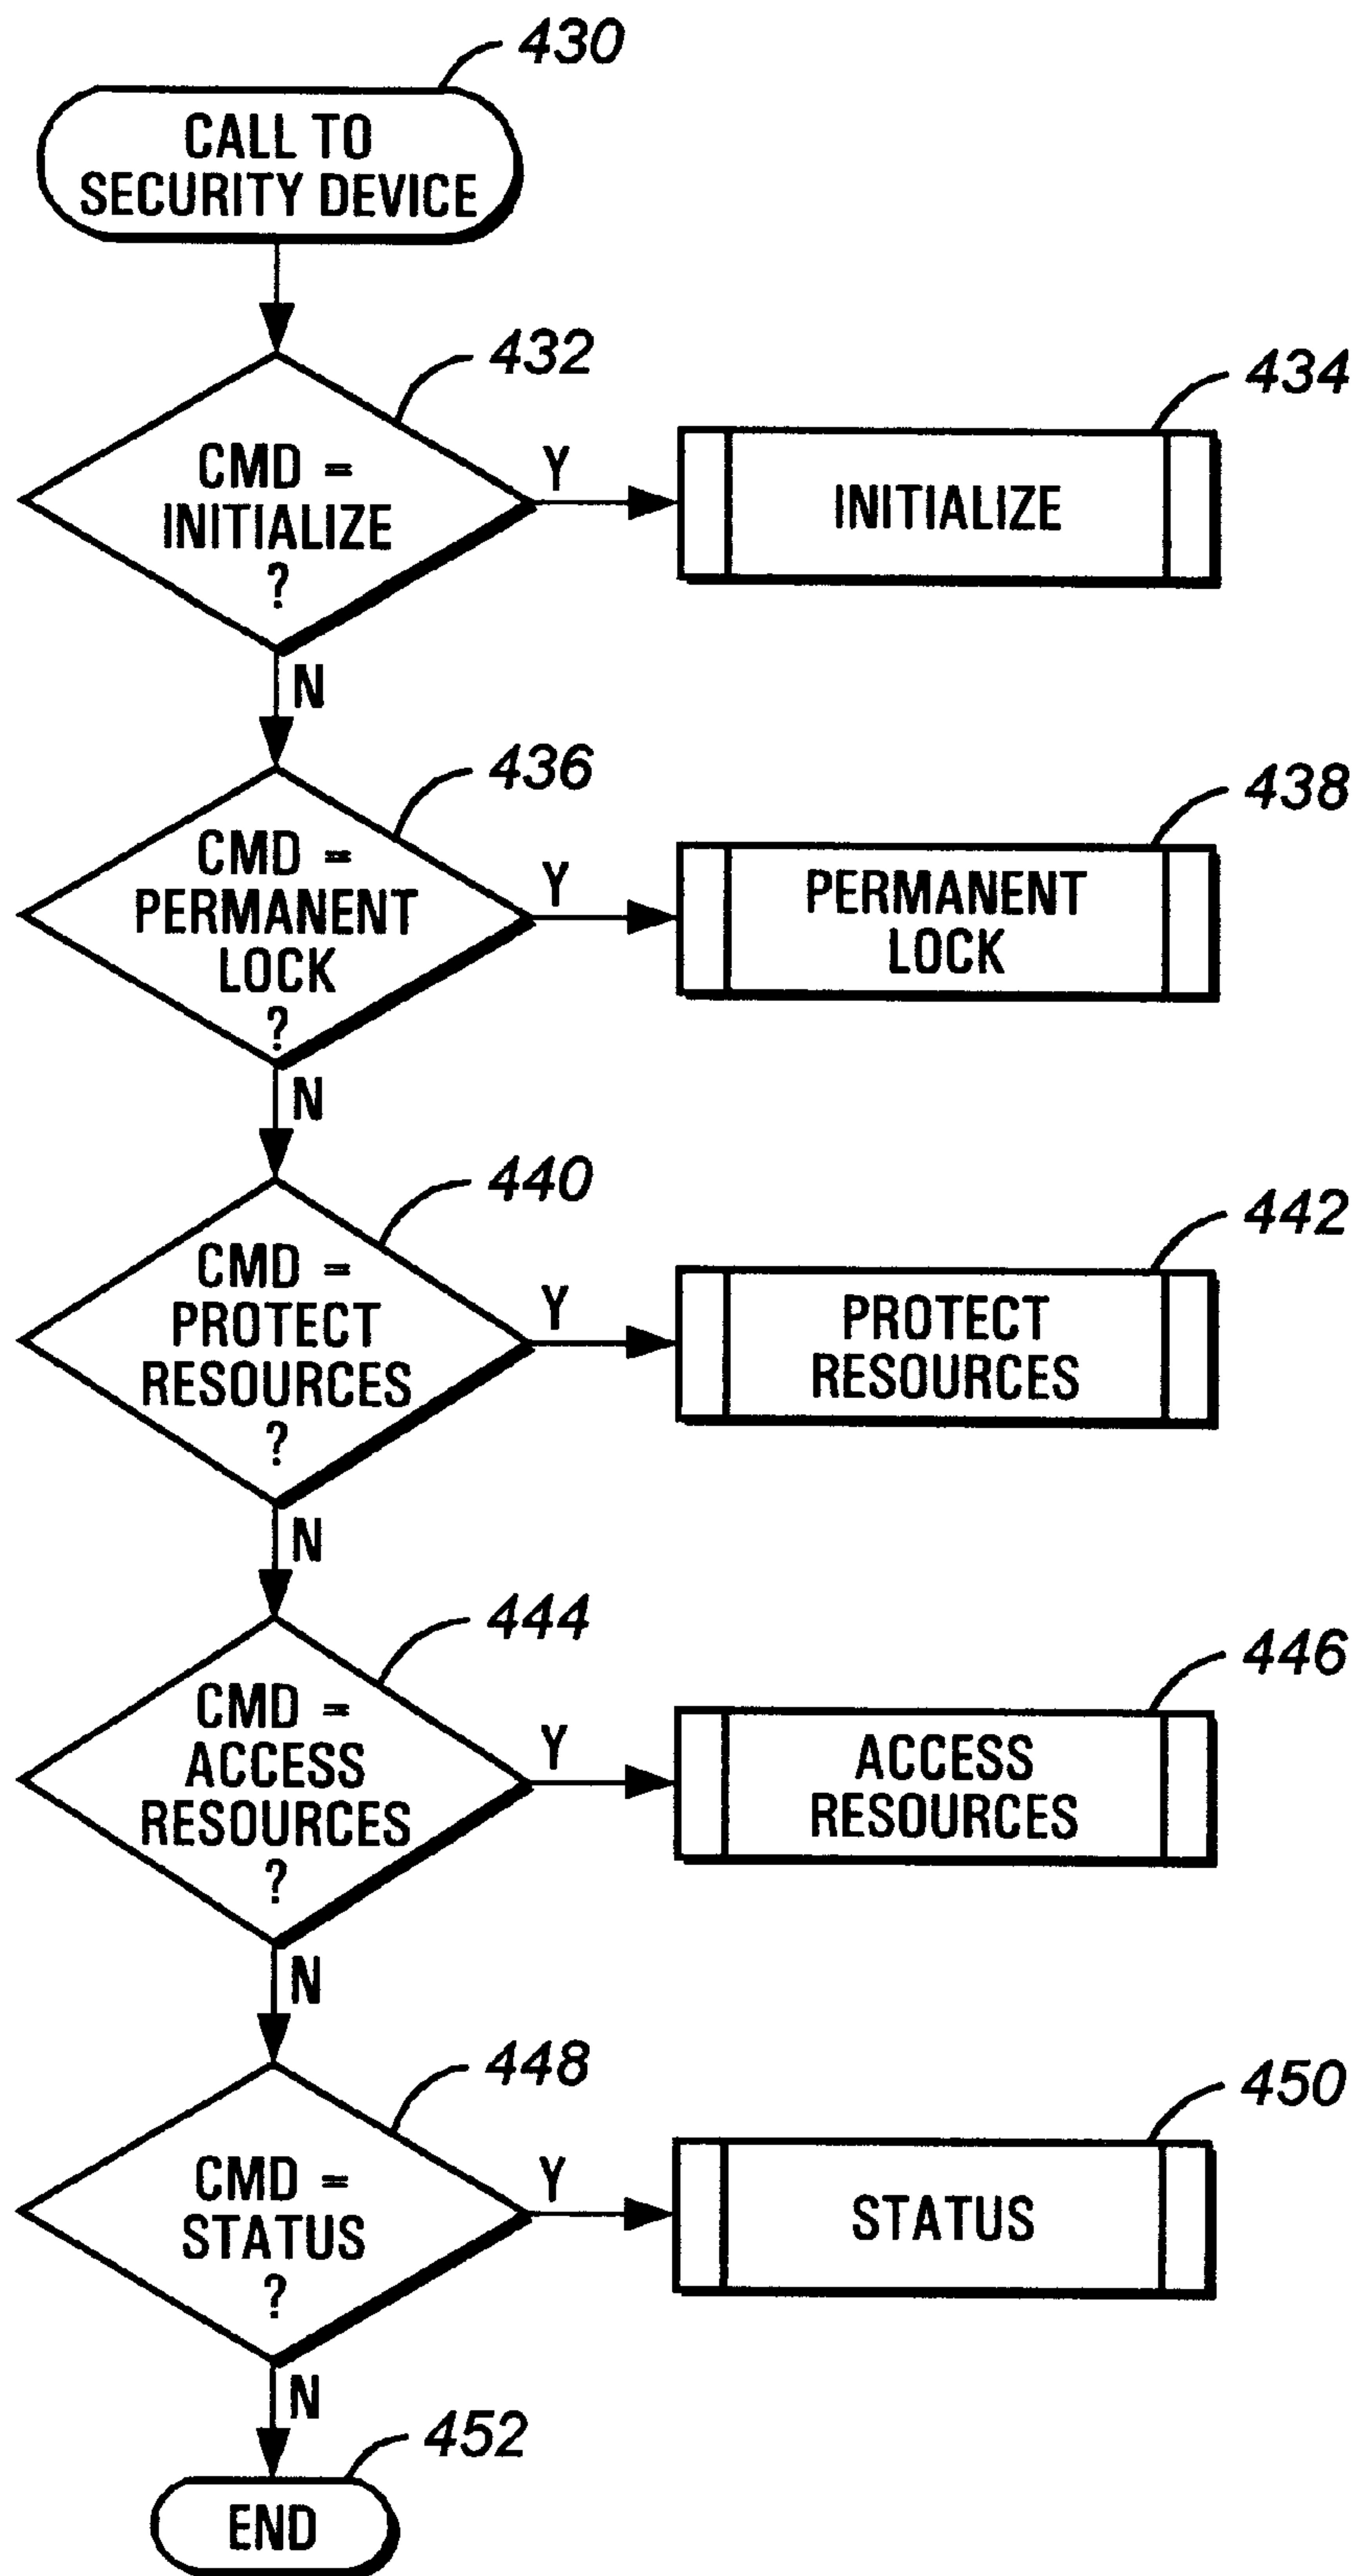 430
CALL TO
SECURITY DEVICE
432
CMD =
INITIALIZE
?
Y
434
INITIALIZE
N
436
CMD =
PERMANENT
LOCK
?
Y
438
PERMANENT
LOCK
N
440
CMD =
PROTECT
RESOURCES
?
Y
442
PROTECT
RESOURCES
N
444
CMD =
ACCESS
RESOURCES
?
Y
446
ACCESS
RESOURCES
N
448
CMD =
STATUS
?
Y
450
STATUS
N
452
END